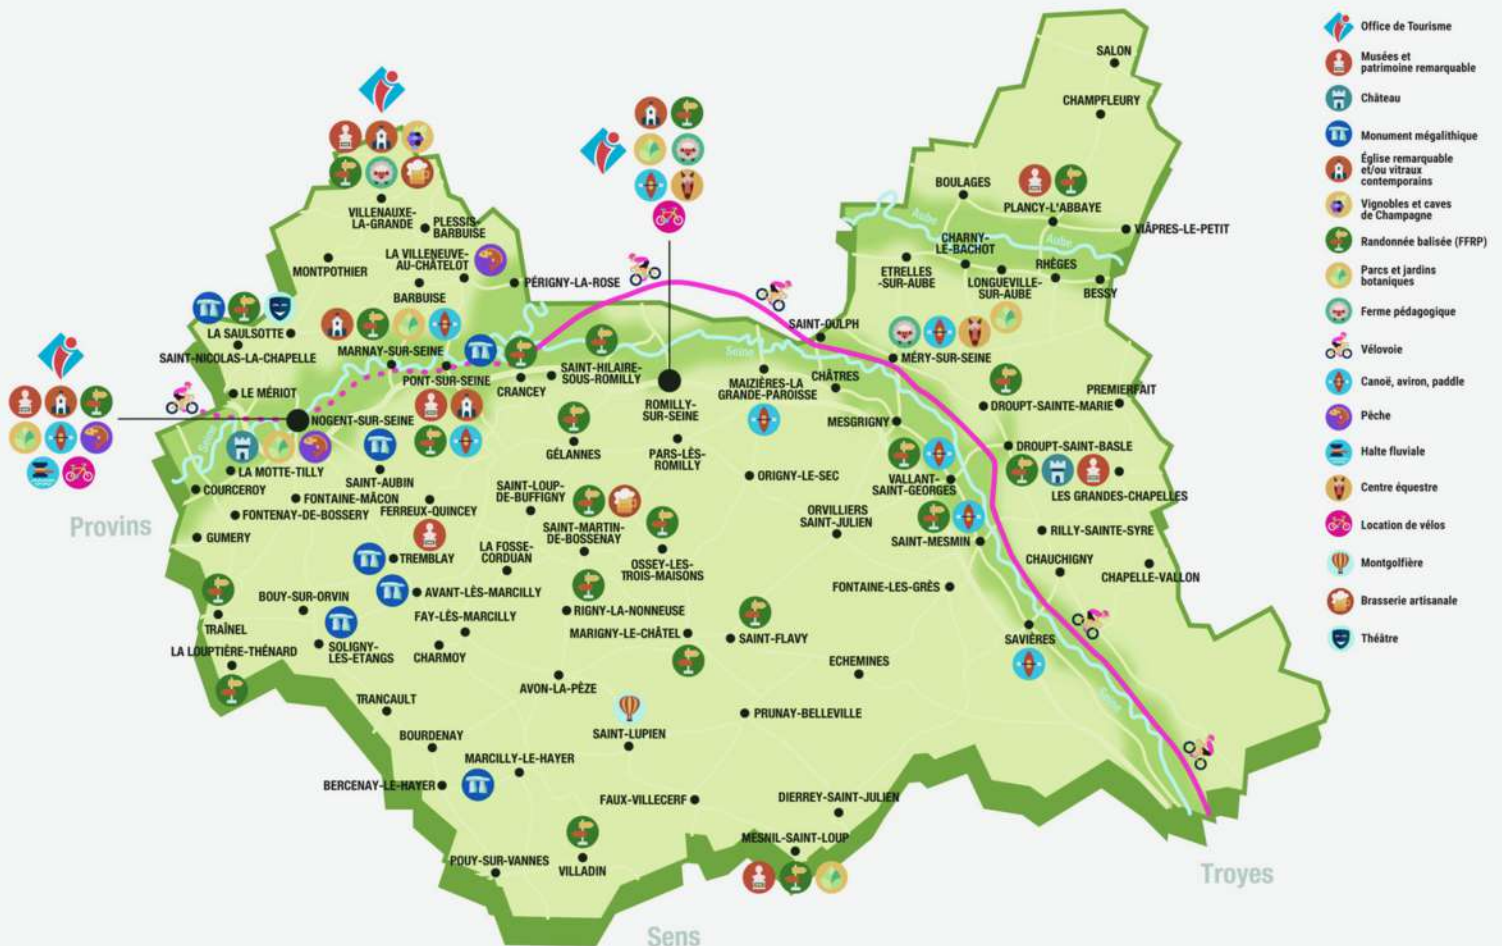 SALON
CHAMPFLEURY
BOULAGES
PLANCY-L'ABBAYE
VIÂPRES-LE-PETIT
Aube
Aube
CHARNY-
LE-BACHOT
ETRELLES
-SUR-AUBE
LONGUEVILLE-
SUR-AUBE
RHÈGES
BESSY
VILLENAUXE-
LA-GRANDE
PLESSIS-
BARBUISE
LA VILLENEUVE-
AU-CHÂTELOT
MONTPOTHIER
BARBUISE
PÉRIGNY-LA-ROSE
LA SAULSOTTE
SAINT-NICOLAS-LA-CHAPELLE
MARNAY-SUR-SEINE
PONT-SUR-SEINE
CRANCEY
SAINT-HILAIRE-
SOUS-ROMILLY
Seine
SAINT-OULPH
MÉRY-SUR-SEINE
LE MÉRIOT
NOGENT-SUR-SEINE
Seine
ROMILLY-
SUR-SEINE
MAIZIÈRES-LA
GRANDE-PAROISSE
CHÂTRES
MESGRIGNY
DROUPT-SAINTE-MARIE
PREMIERFAIT
LA MOTTE-TILLY
COURCEROY
SAINT-AUBIN
FONTAINE-MÂCON
FERREUX-QUINCEY
FONTENAY-DE-BOSSERY
GUMERY
GÉLANNES
PARS-LÈS-
ROMILLY
ORIGNY-LE-SEC
VALLANT-
SAINT-GEORGES
DROUPT-SAINT-BASLE
LES GRANDES-CHAPELLES
SAINT-LOUP-
DE-BUFFIGNY
SAINT-MARTIN-
DE-BOSSENAY
OSSEY-LES-
TROIS-MAISONS
ORVILLIERS
SAINT-JULIEN
SAINT-MESMIN
RILLY-SAINTE-SYRE
CHAUCHIGNY
CHAPELLE-VALLON
TREMBLAY
LA FOSSE-
CORDUAN
AVANT-LÈS-MARCILLY
FONTAINE-LES-GRÈS
BOUY-SUR-ORVIN
FAY-LÈS-MARCILLY
RIGNY-LA-NONNEUSE
MARIGNY-LE-CHÂTEL
SAINT-FLAVY
SAVIÈRES
TRAÎNEL
LA LOUPTIÈRE-THÉNARD
SOLIGNY-
LES-ETANGS
CHARMOY
ECHEMINES
AVON-LA-PÈZE
TRANCAULT
PRUNAY-BELLEVILLE
Seine
BOURDENAY
SAINT-LUPIEN
MARCILLY-LE-HAYER
BERCENAY-LE-HAYER
FAUX-VILLECERF
DIERREY-SAINT-JULIEN
MESNIL-SAINT-LOUP
POUY-SUR-VANNES
VILLADIN
Provins
Sens
Troyes
Office de Tourisme
Musées et
patrimoine remarquable
Château
Monument mégalithique
Église remarquable
et/ou vitraux
contemporains
Vignobles et caves
de Champagne
Randonnée balisée (FFRP)
Parcs et jardins
botaniques
Ferme pédagogique
Vélovoie
Canoë, aviron, paddle
Pêche
Halte fluviale
Centre équestre
Location de vélos
Montgolfière
Brasserie artisanale
Théâtre